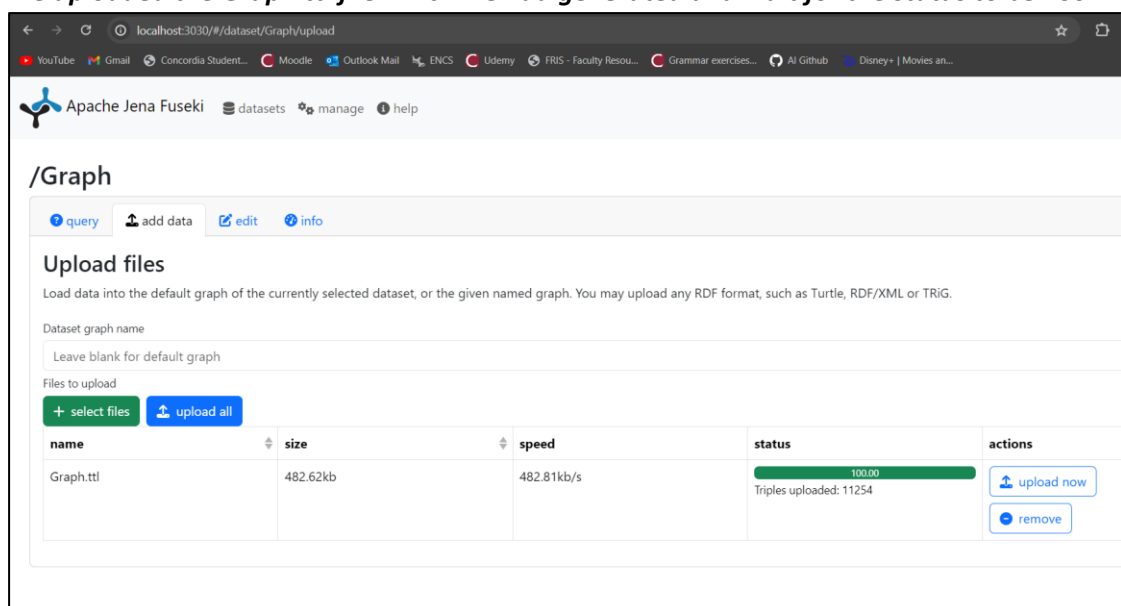 localhost:3030/#/dataset/Graph/upload
YouTube Gmail Concordia Student... Moodle Outlook Mail ENCS Udemy FRIS - Faculty Resou... Grammar exercises... AI Github Disney+ | Movies an...
Apache Jena Fuseki datasets manage help
/Graph
query add data edit info
Upload files
Load data into the default graph of the currently selected dataset, or the given named graph. You may upload any RDF format, such as Turtle, RDF/XML or TRiG.
Dataset graph name
Leave blank for default graph
Files to upload
+ select files upload all
name size speed status actions
Graph.ttl 482.62kb 482.81kb/s 100.00 upload now
Triples uploaded: 11254
remove